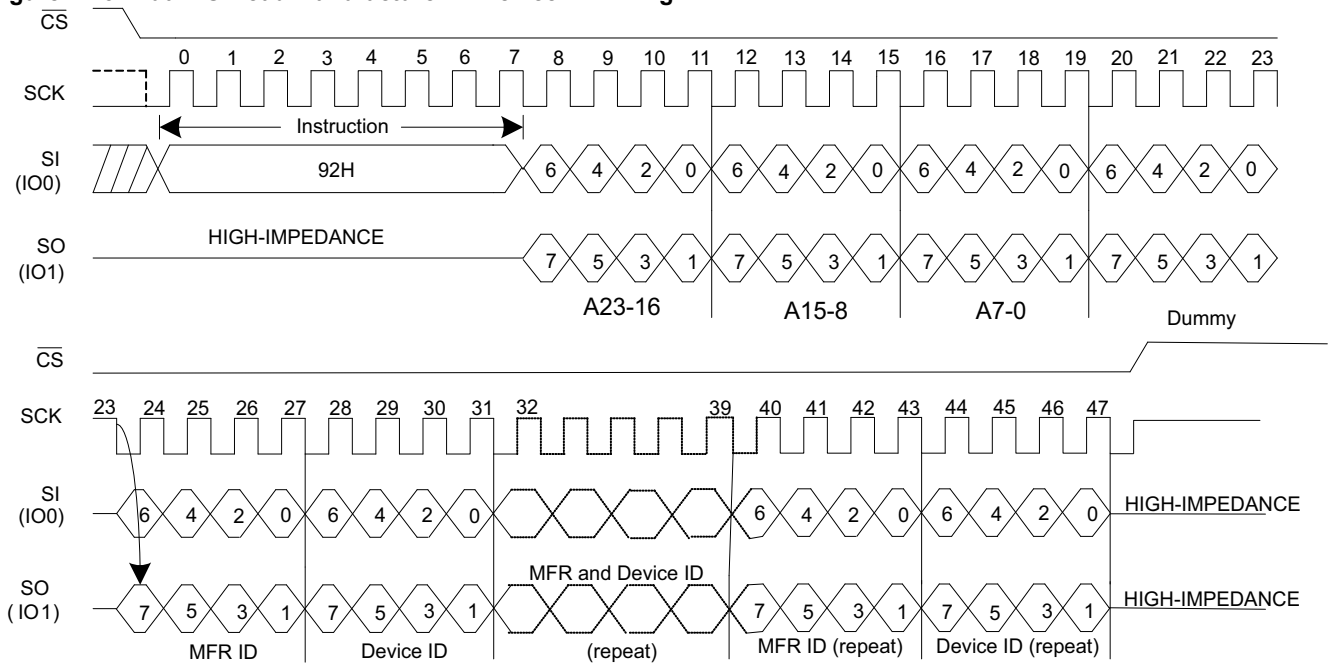 CS
0 1 2 3 4 5 6 7 8 9 10 11 12 13 14 15 16 17 18 19 20 21 22 23
SCK
Instruction
SI
(IO0)
92H
6 4 2 0 6 4 2 0 6 4 2 0 6 4 2 0
SO
(IO1)
HIGH-IMPEDANCE
7 5 3 1 7 5 3 1 7 5 3 1 7 5 3 1
A23-16 A15-8 A7-0 Dummy
CS
SCK
23 24 25 26 27 28 29 30 31 32 39 40 41 42 43 44 45 46 47
SI
(IO0)
6 4 2 0 6 4 2 0 6 4 2 0 6 4 2 0
HIGH-IMPEDANCE
MFR and Device ID
SO
( IO1)
7 5 3 1 7 5 3 1 7 5 3 1 7 5 3 1
HIGH-IMPEDANCE
MFR ID Device ID (repeat) MFR ID (repeat) Device ID (repeat)